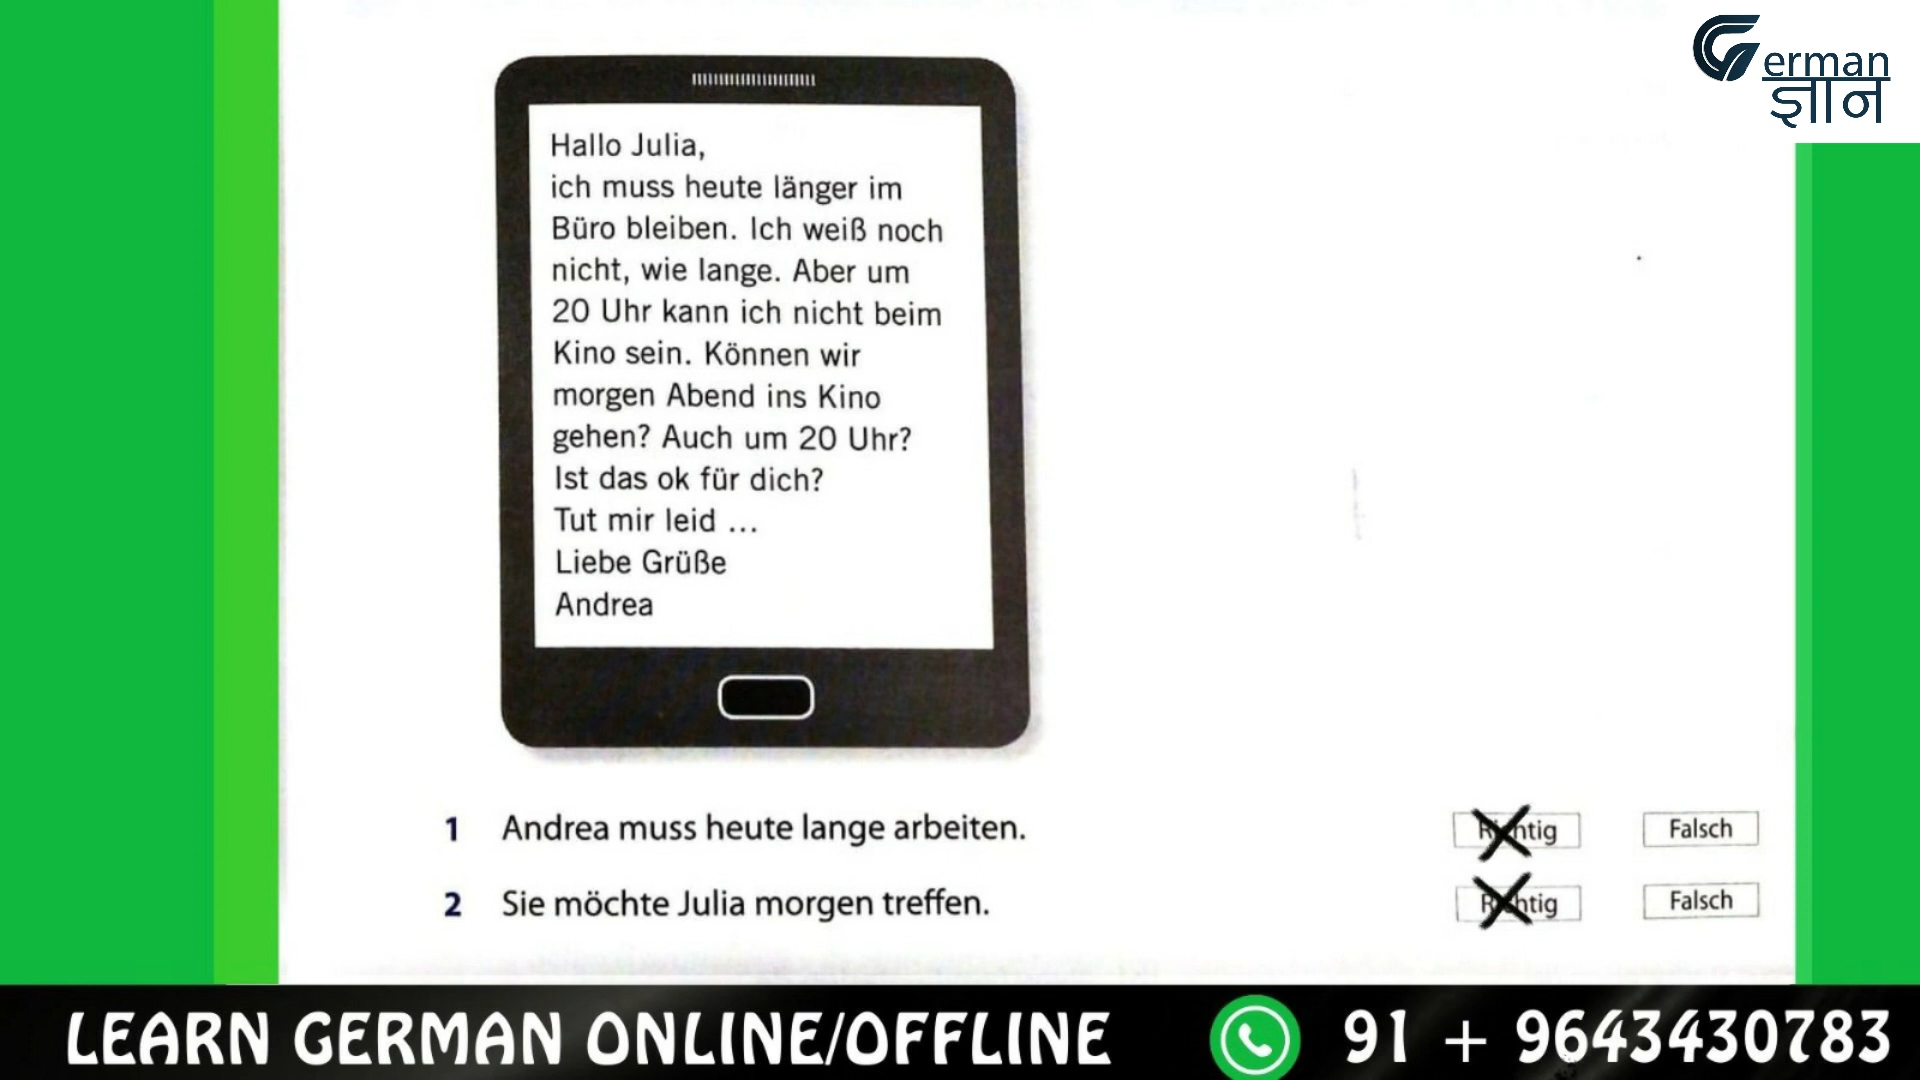 German
ज्ञान
Hallo Julia,
ich muss heute länger im
Büro bleiben. Ich weiß noch
nicht, wie lange. Aber um
20 Uhr kann ich nicht beim
Kino sein. Können wir
morgen Abend ins Kino
gehen? Auch um 20 Uhr?
Ist das ok für dich?
Tut mir leid ...
Liebe Grüße
Andrea
1 Andrea muss heute lange arbeiten. Richtig Falsch
2 Sie möchte Julia morgen treffen. Richtig Falsch
LEARN GERMAN ONLINE/OFFLINE 91 + 9643430783